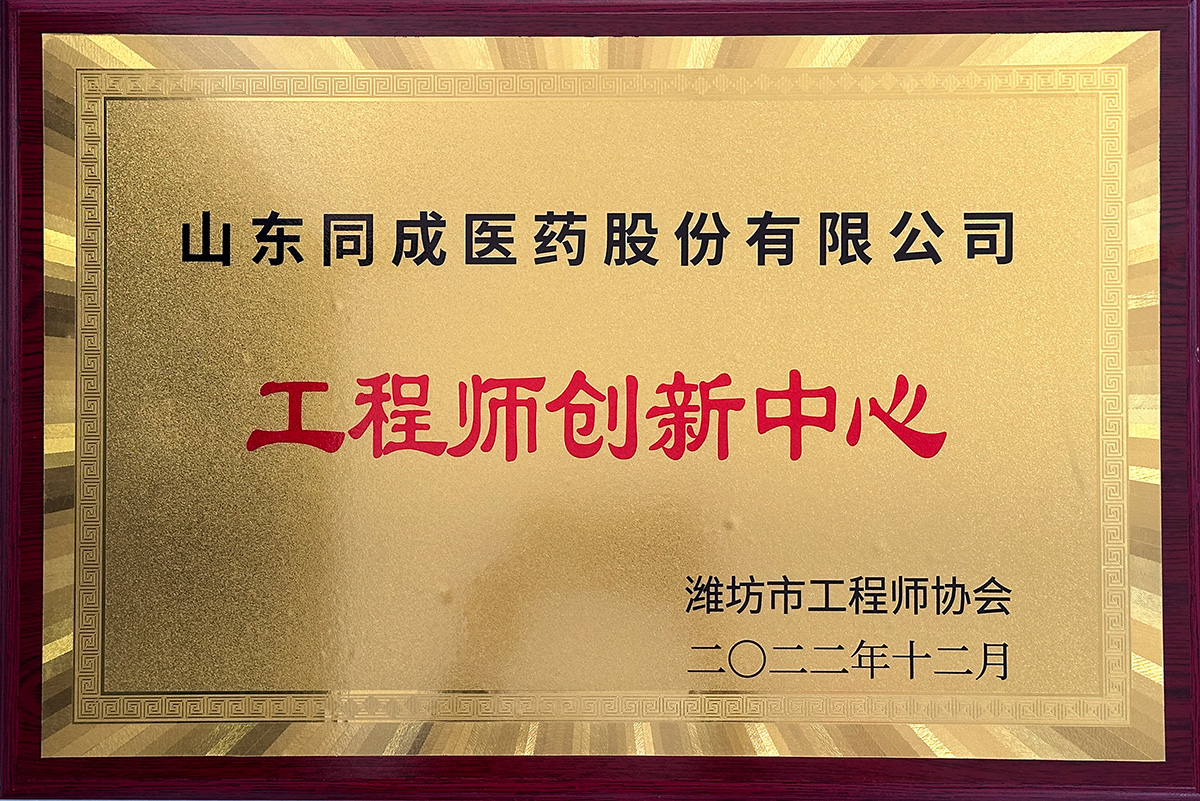 山东同成医药股份有限公司
工程师创新中心
潍坊市工程师协会
二〇二二年十二月